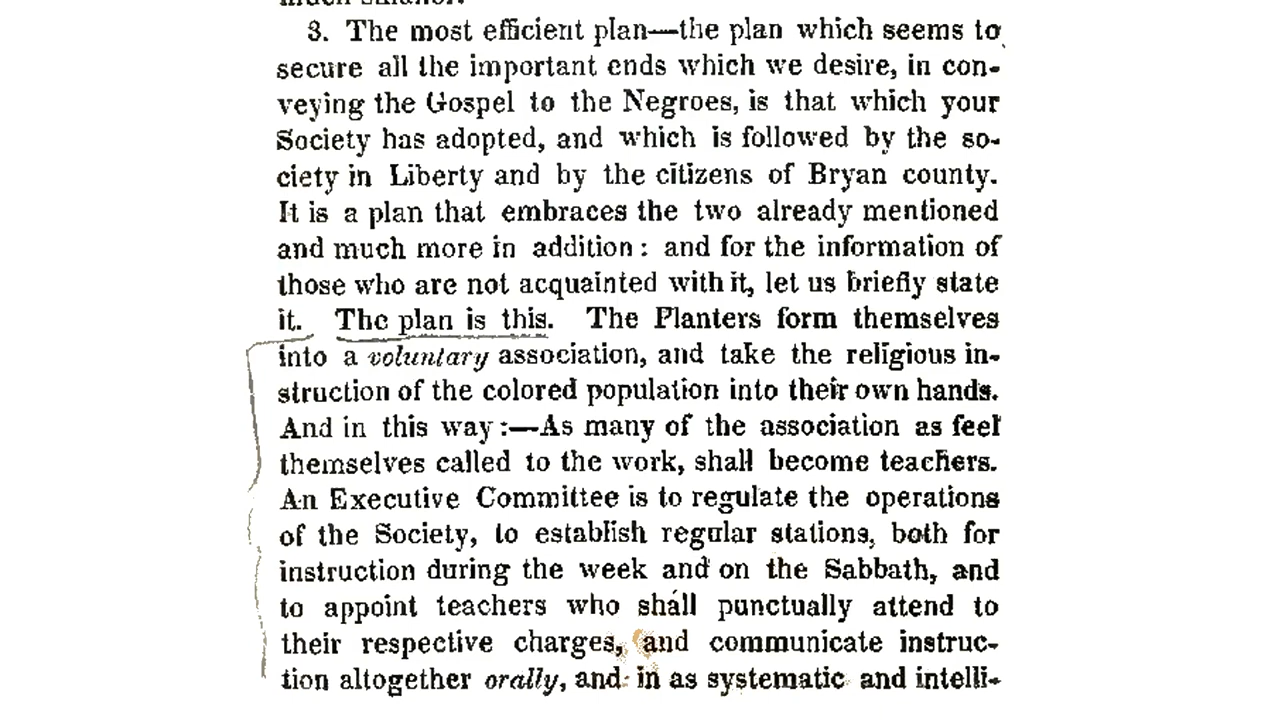 much smaller.
3. The most efficient plan—the plan which seems to
secure all the important ends which we desire, in con-
veying the Gospel to the Negroes, is that which your
Society has adopted, and which is followed by the so-
ciety in Liberty and by the citizens of Bryan county.
It is a plan that embraces the two already mentioned
and much more in addition: and for the information of
those who are not acquainted with it, let us briefly state
it. The plan is this. The Planters form themselves
into a voluntary association, and take the religious in-
struction of the colored population into their own hands.
And in this way:—As many of the association as feel
themselves called to the work, shall become teachers.
An Executive Committee is to regulate the operations
of the Society, to establish regular stations, both for
instruction during the week and on the Sabbath, and
to appoint teachers who shall punctually attend to
their respective charges, and communicate instruc-
tion altogether orally, and in as systematic and intelli-